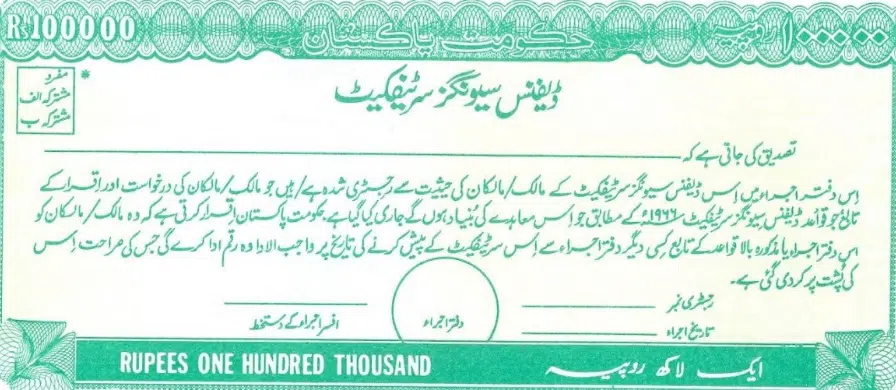 Rs 100000 حکومت پاکستان ۱۰۰۰۰۰ روپیہ
* مفرد
مشترکہ الف
مشترکہ ب
ڈیفنس سیونگز سرٹیفکیٹ
تصدیق کی جاتی ہے کہ
اس دفتر اجراء میں اس ڈیفنس سیونگز سرٹیفکیٹ کے مالک/مالکان کی حیثیت سے رجسٹری شدہ ہے/ہیں جو مالک/مالکان کی درخواست اور اقرار کے
تابع جو قواعد ڈیفنس سیونگز سرٹیفکیٹ ۱۹۶۶ء کے مطابق جو اس معاہدے کی بنیاد ہوں گے جاری کیا گیا ہے۔ حکومت پاکستان اقرار کرتی ہے کہ وہ مالک/مالکان کو
اس دفتر اجراء یا مذکورہ بالا قواعد کے تابع کسی دیگر دفتر اجراء سے اس سرٹیفکیٹ کے پیش کرنے کی تاریخ پر واجب الادا وہ رقم ادا کرے گی جس کی صراحت اس
کی پشت پر کر دی گئی ہے۔
رجسٹری نمبر
تاریخ اجراء
دفتر اجراء
افسر اجراء کے دستخط
RUPEES ONE HUNDRED THOUSAND ایک لاکھ روپیہ